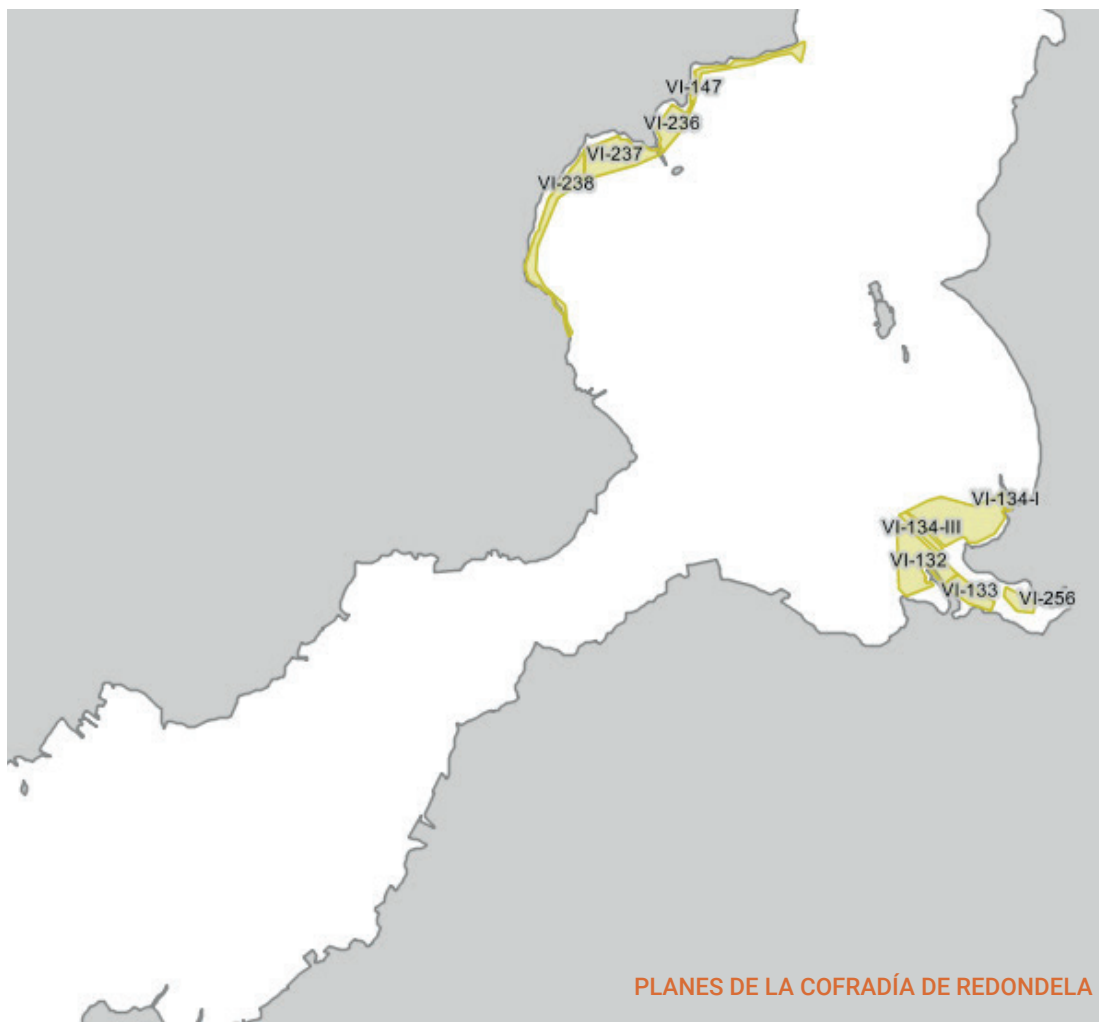 VI-147
VI-236
VI-237
VI-238
VI-134-I
VI-134-III
VI-132
VI-133
VI-256
PLANES DE LA COFRADÍA DE REDONDELA